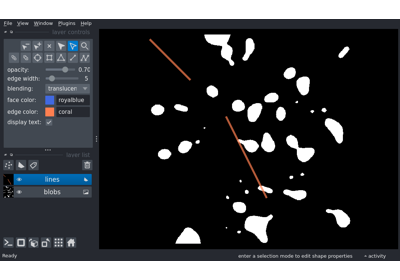 File View Window Plugins Help
layer controls
opacity: 0.70
edge width: 5
blending: translucen
face color: royalblue
edge color: coral
display text:
layer list
lines
blobs
Ready enter a selection mode to edit shape properties activity